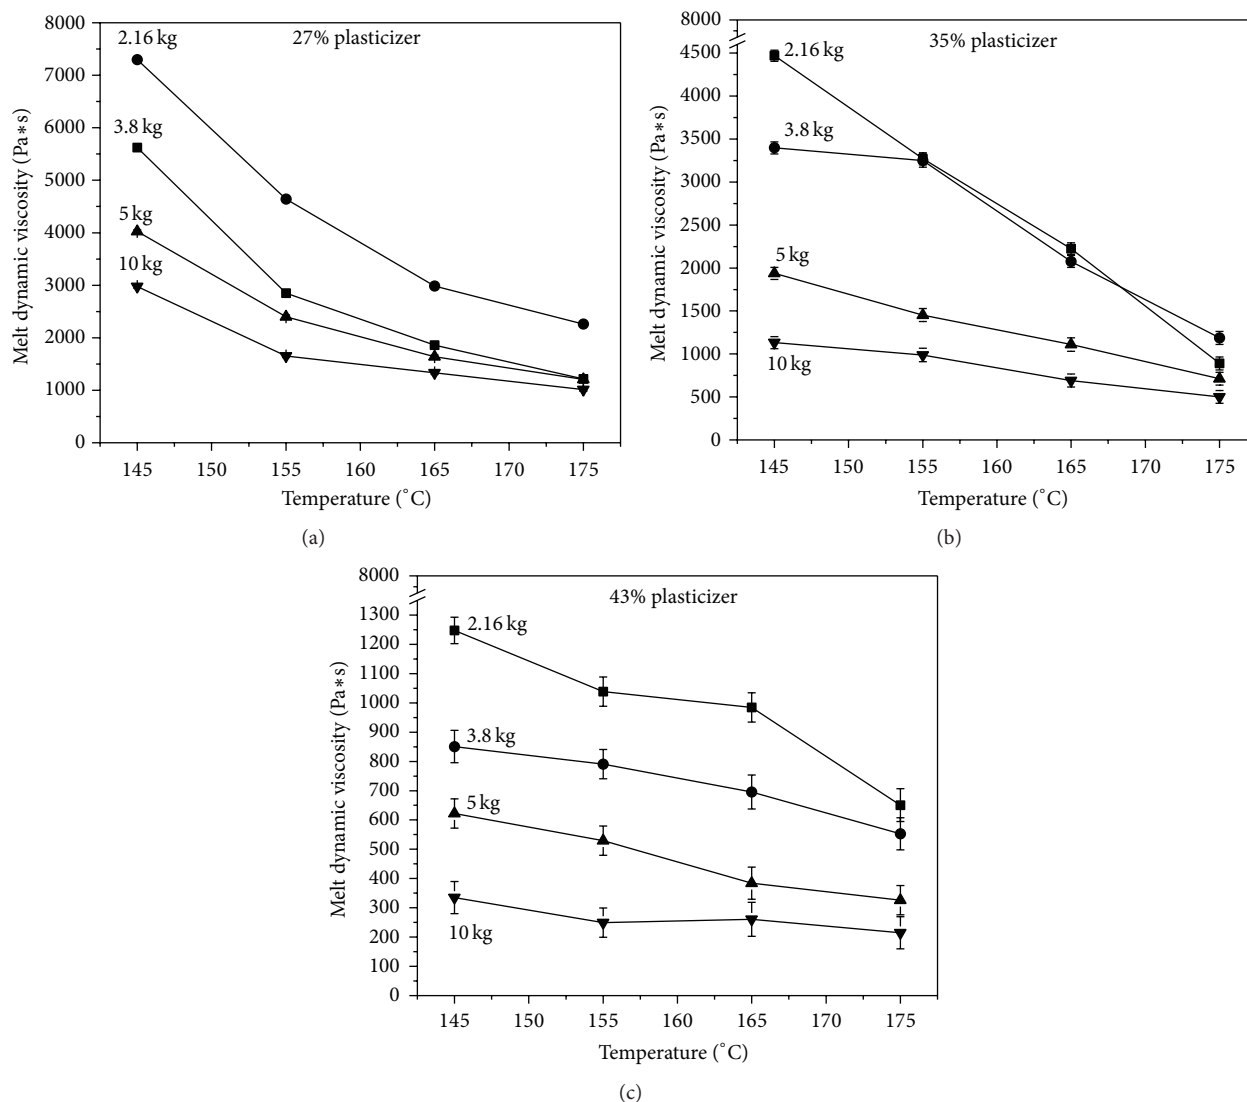 8000
27% plasticizer
2.16 kg
7000
6000
3.8 kg
5000
5 kg
4000
10 kg
3000
2000
1000
0
Melt dynamic viscosity (Pa∗s)
145 150 155 160 165 170 175
Temperature (°C)
(a)
8000
35% plasticizer
4500
2.16 kg
4000
3500
3.8 kg
3000
2500
2000
5 kg
1500
1000
10 kg
500
0
Melt dynamic viscosity (Pa∗s)
145 150 155 160 165 170 175
Temperature (°C)
(b)
8000
43% plasticizer
1300
2.16 kg
1200
1100
1000
900
3.8 kg
800
700
5 kg
600
500
400
300
10 kg
200
100
0
Melt dynamic viscosity (Pa∗s)
145 150 155 160 165 170 175
Temperature (°C)
(c)